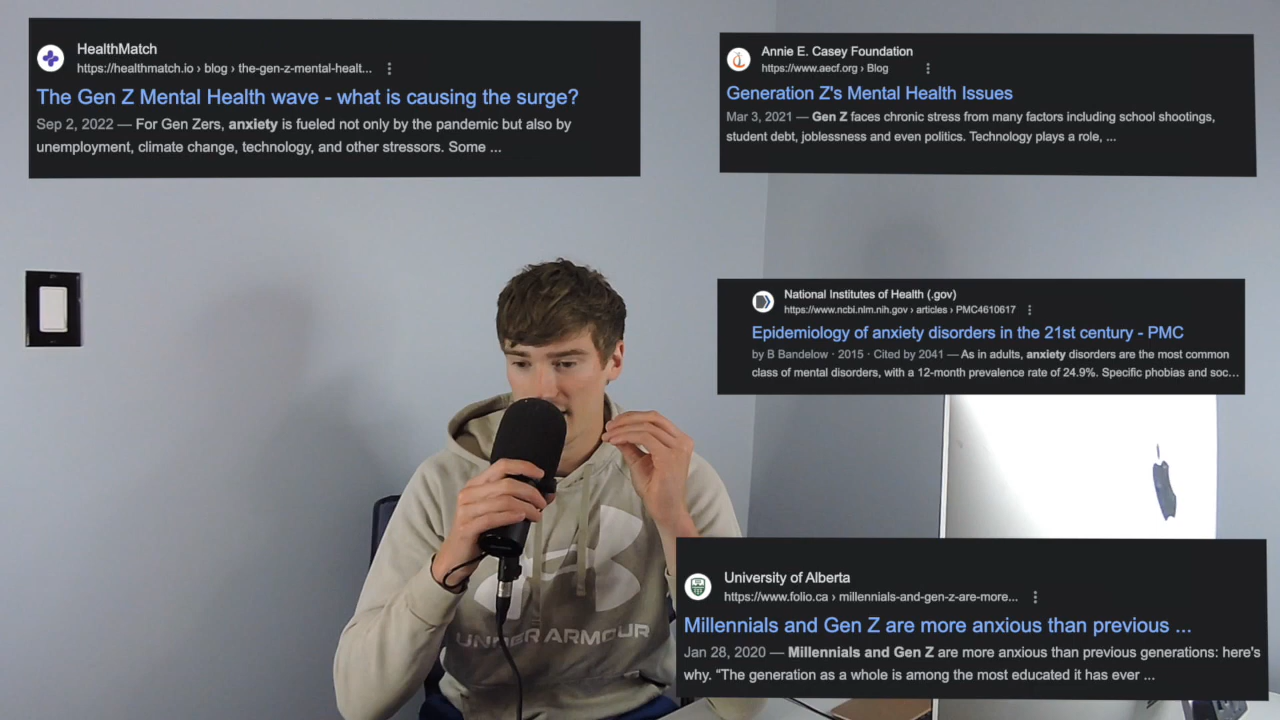 HealthMatch
https://healthmatch.io › blog › the-gen-z-mental-healt...
The Gen Z Mental Health wave - what is causing the surge?
Sep 2, 2022 — For Gen Zers, anxiety is fueled not only by the pandemic but also by
unemployment, climate change, technology, and other stressors. Some ...
Annie E. Casey Foundation
https://www.aecf.org › Blog
Generation Z's Mental Health Issues
Mar 3, 2021 — Gen Z faces chronic stress from many factors including school shootings,
student debt, joblessness and even politics. Technology plays a role, ...
National Institutes of Health (.gov)
https://www.ncbi.nlm.nih.gov › articles › PMC4610617
Epidemiology of anxiety disorders in the 21st century - PMC
by B Bandelow · 2015 · Cited by 2041 — As in adults, anxiety disorders are the most common
class of mental disorders, with a 12-month prevalence rate of 24.9%. Specific phobias and soc...
UNDER ARMOUR
University of Alberta
https://www.folio.ca › millennials-and-gen-z-are-more...
Millennials and Gen Z are more anxious than previous ...
Jan 28, 2020 — Millennials and Gen Z are more anxious than previous generations: here's
why. “The generation as a whole is among the most educated it has ever ...